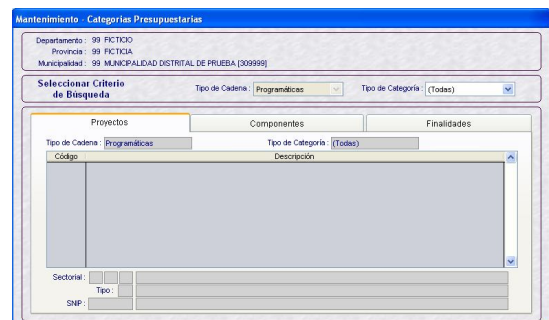 Mantenimiento - Categorias Presupuestarias
Departamento : 99 FICTICIO
Provincia : 99 FICTICIA
Municipalidad : 99 MUNICIPALIDAD DISTRITAL DE PRUEBA [309999]
Seleccionar Criterio de Búsqueda
Tipo de Cadena : Programáticas
Tipo de Categoría : (Todas)
Proyectos Componentes Finalidades
Tipo de Cadena : Programáticas Tipo de Categoría : (Todas)
Código Descripción
Sectorial :
Tipo :
SNIP :